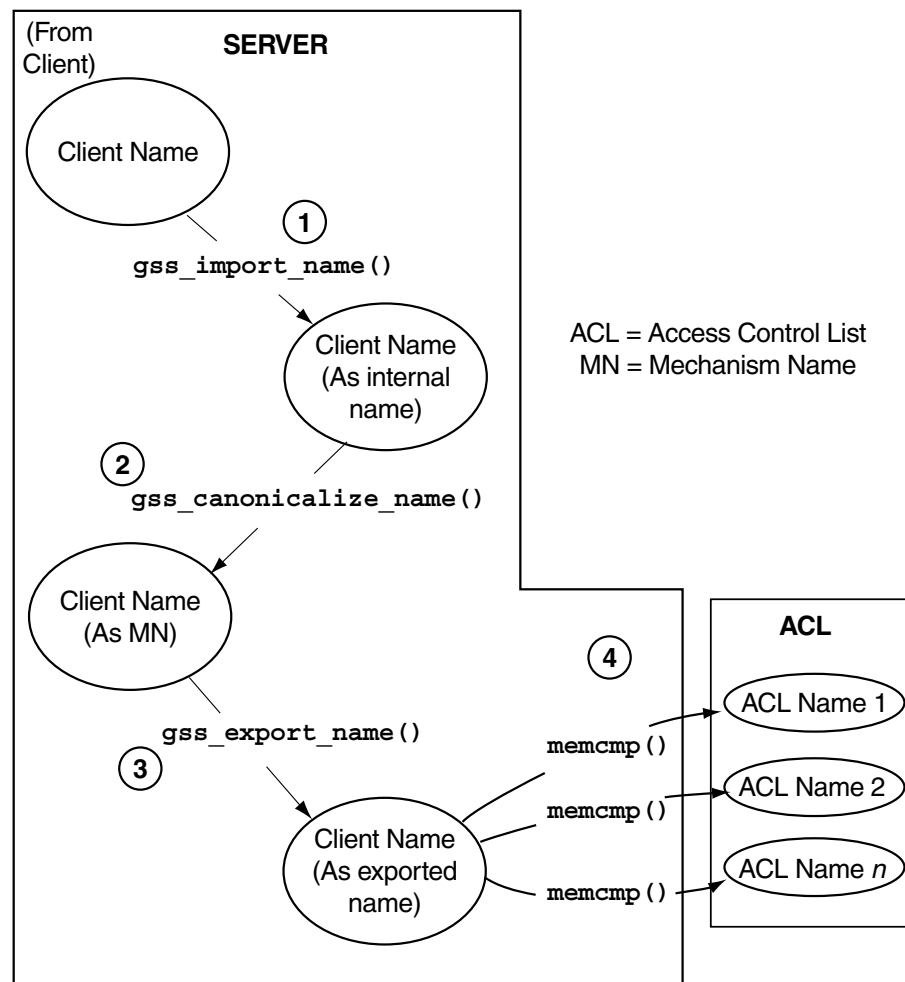 (From
Client)
SERVER
Client Name
1
gss_import_name()
Client Name
(As internal
name)
ACL = Access Control List
MN = Mechanism Name
2
gss_canonicalize_name()
Client Name
(As MN)
4
ACL
ACL Name 1
gss_export_name()
memcmp()
3
ACL Name 2
memcmp()
Client Name
(As exported
name)
ACL Name n
memcmp()